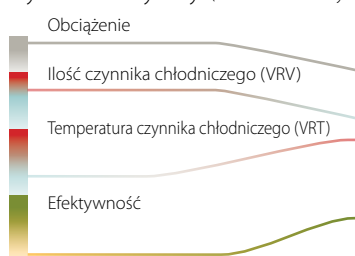 Obciążenie
Ilość czynnika chłodniczego (VRV)
Temperatura czynnika chłodniczego (VRT)
Efektywność